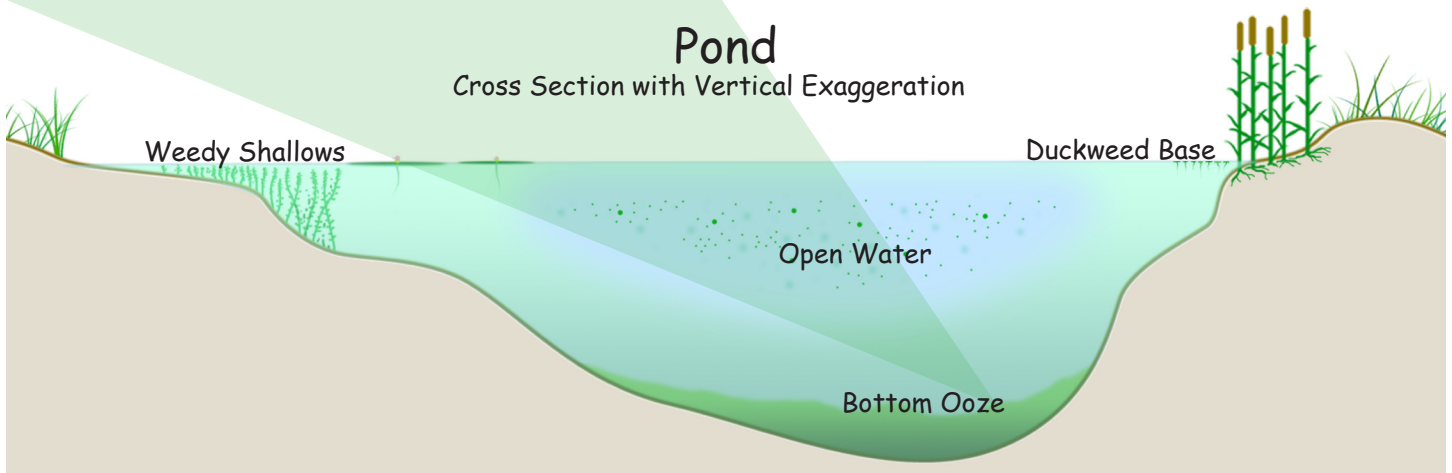 Pond
Cross Section with Vertical Exaggeration
Weedy Shallows
Duckweed Base
Open Water
Bottom Ooze